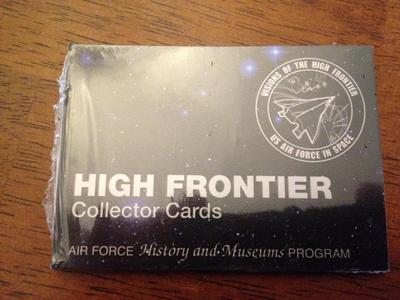 VISIONS OF THE HIGH FRONTIER
US AIR FORCE IN SPACE
HIGH FRONTIER
Collector Cards
AIR FORCE History and Museums PROGRAM